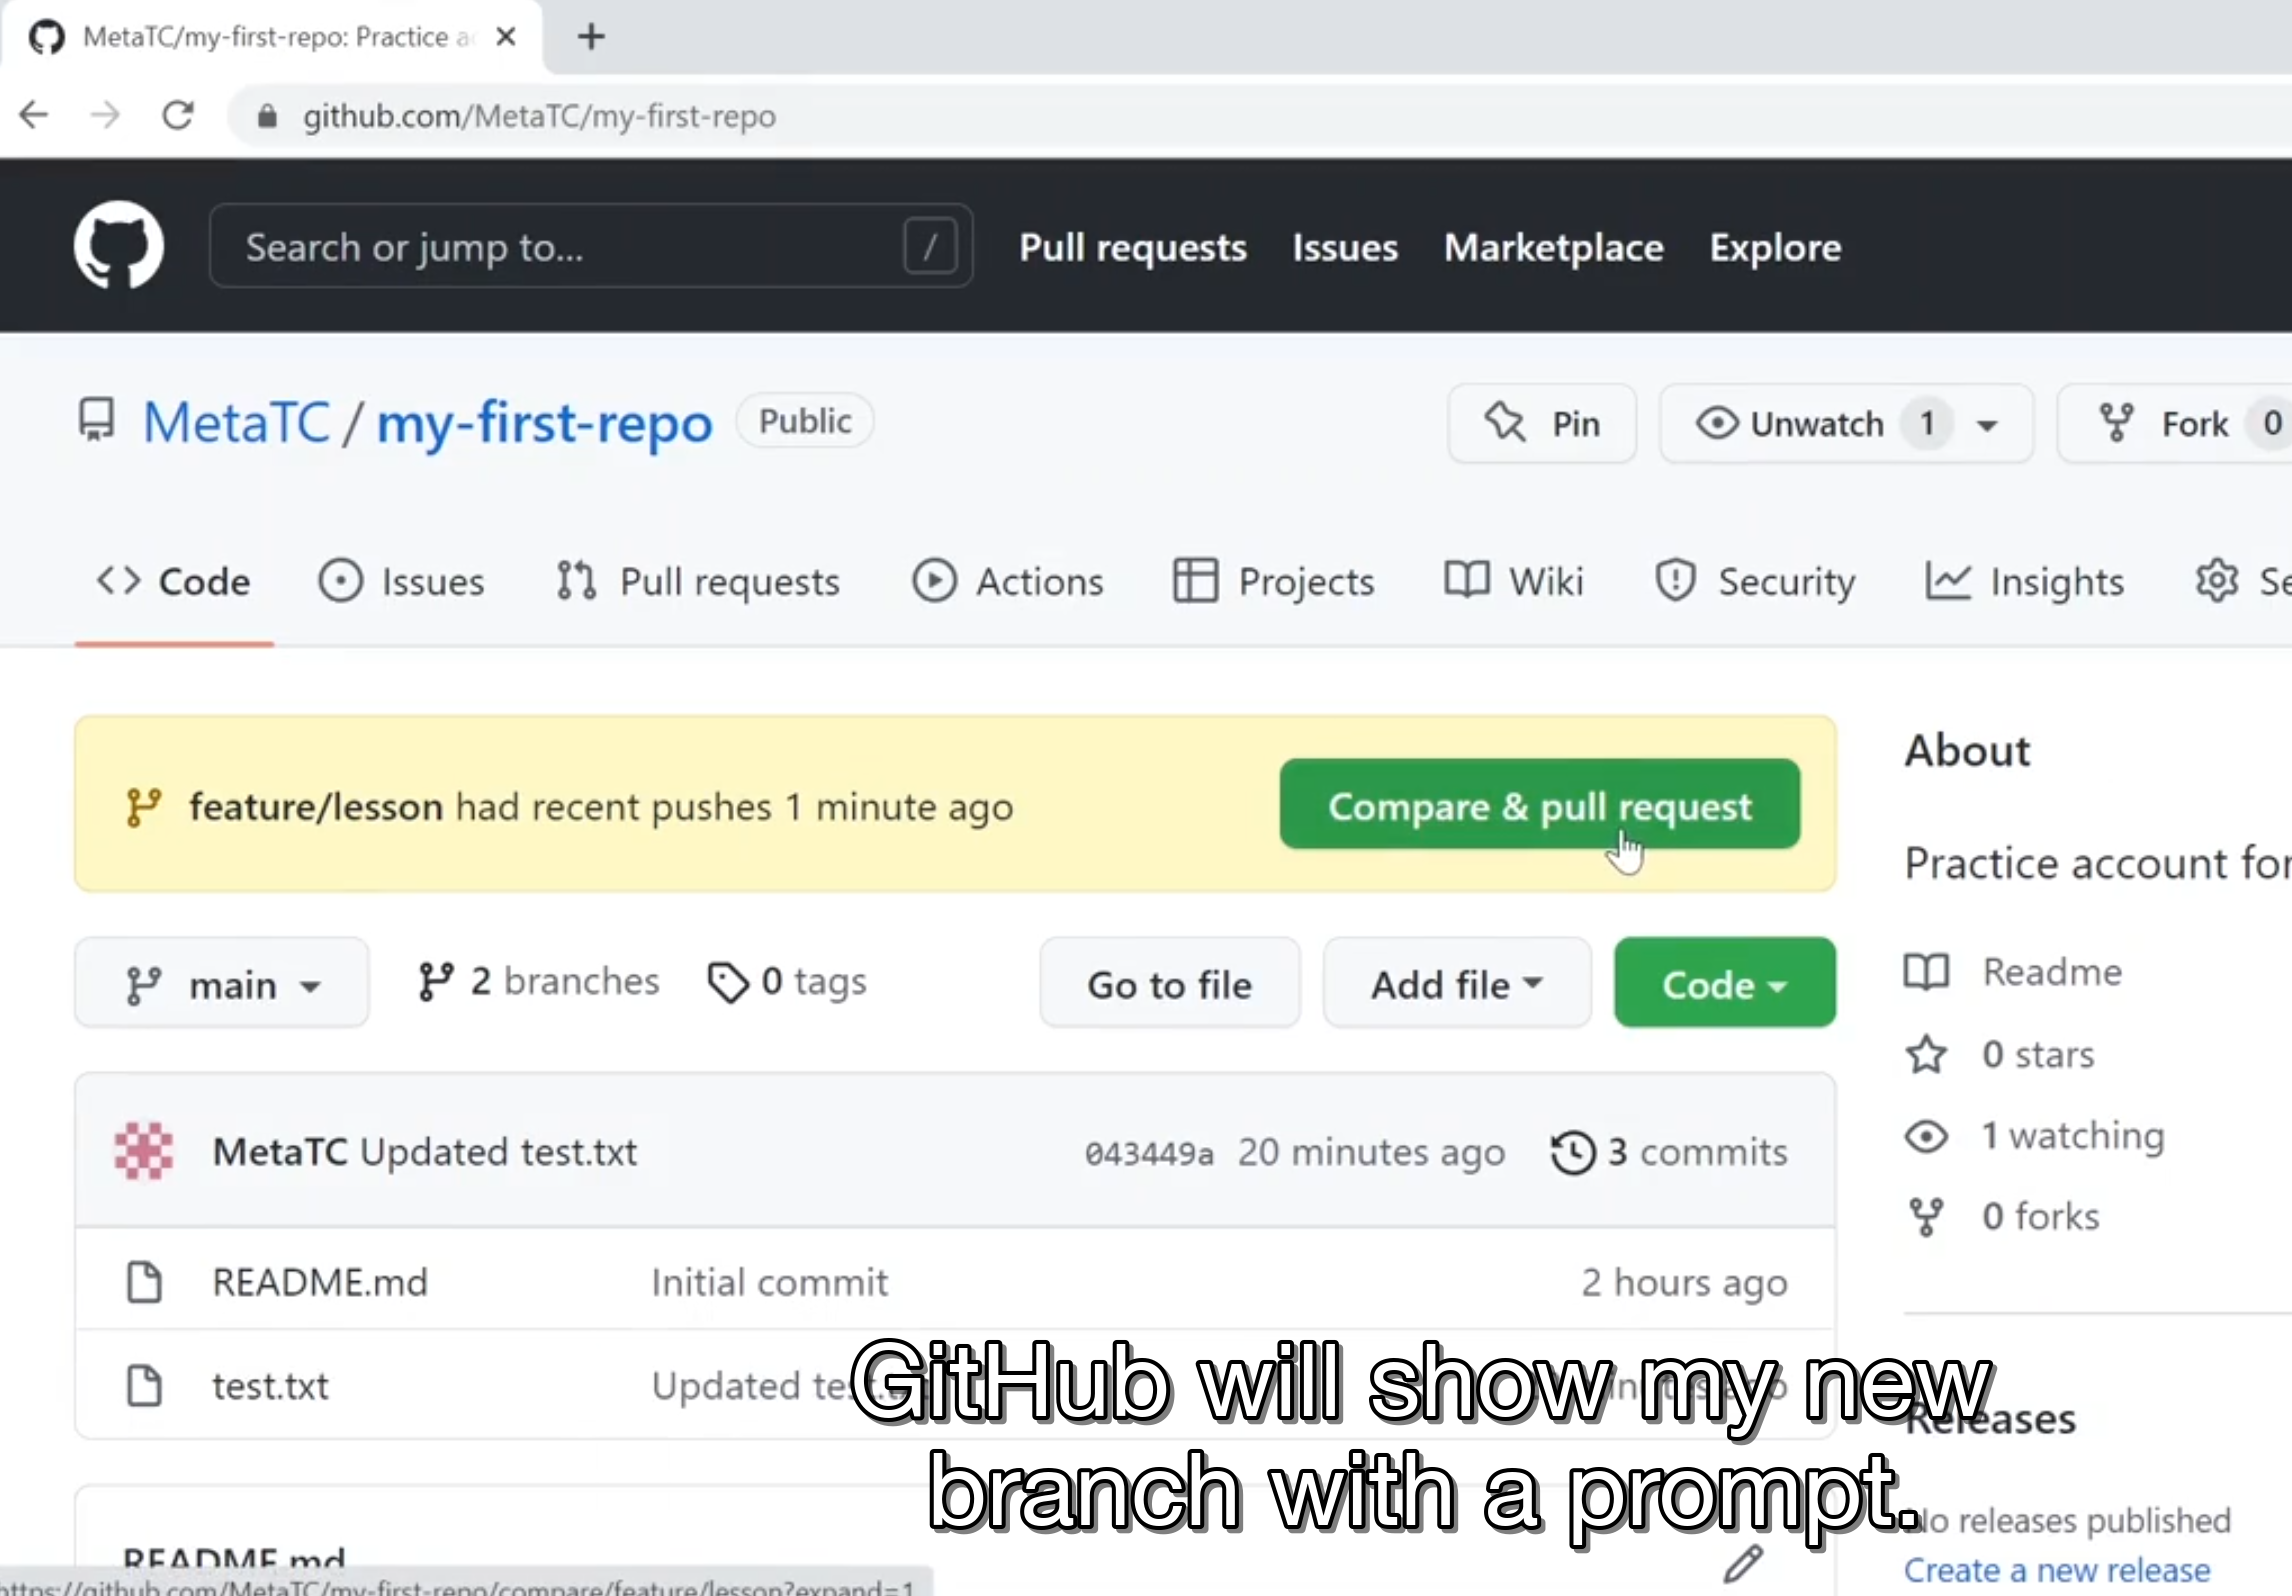 MetaTC/my-first-repo: Practice a
github.com/MetaTC/my-first-repo
Search or jump to... /
Pull requests Issues Marketplace Explore
MetaTC / my-first-repo Public
Pin Unwatch 1 Fork 0
Code Issues Pull requests Actions Projects Wiki Security Insights Se
feature/lesson had recent pushes 1 minute ago Compare & pull request
main 2 branches 0 tags Go to file Add file Code
MetaTC Updated test.txt 043449a 20 minutes ago 3 commits
README.md Initial commit 2 hours ago
test.txt Updated
README.md
About
Practice account for
Readme
0 stars
1 watching
0 forks
Releases
No releases published
Create a new release
GitHub will show my new
branch with a prompt.
https://github.com/MetaTC/my-first-repo/compare/feature/lesson?expand=1